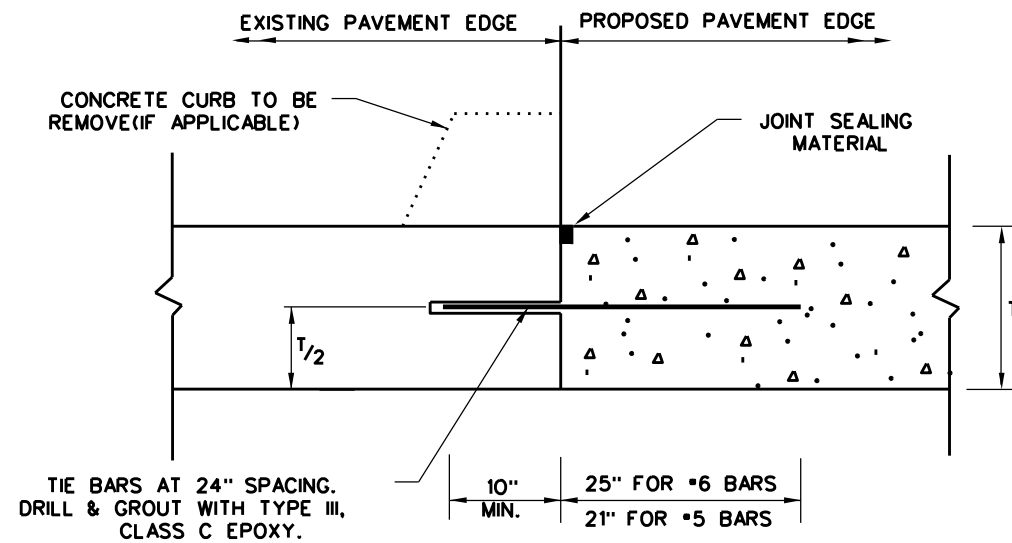 EXISTING PAVEMENT EDGE
PROPOSED PAVEMENT EDGE
CONCRETE CURB TO BE
REMOVE(IF APPLICABLE)
JOINT SEALING
MATERIAL
T/2
T
TIE BARS AT 24" SPACING.
DRILL & GROUT WITH TYPE III,
CLASS C EPOXY.
10"
MIN.
25" FOR #6 BARS
21" FOR #5 BARS